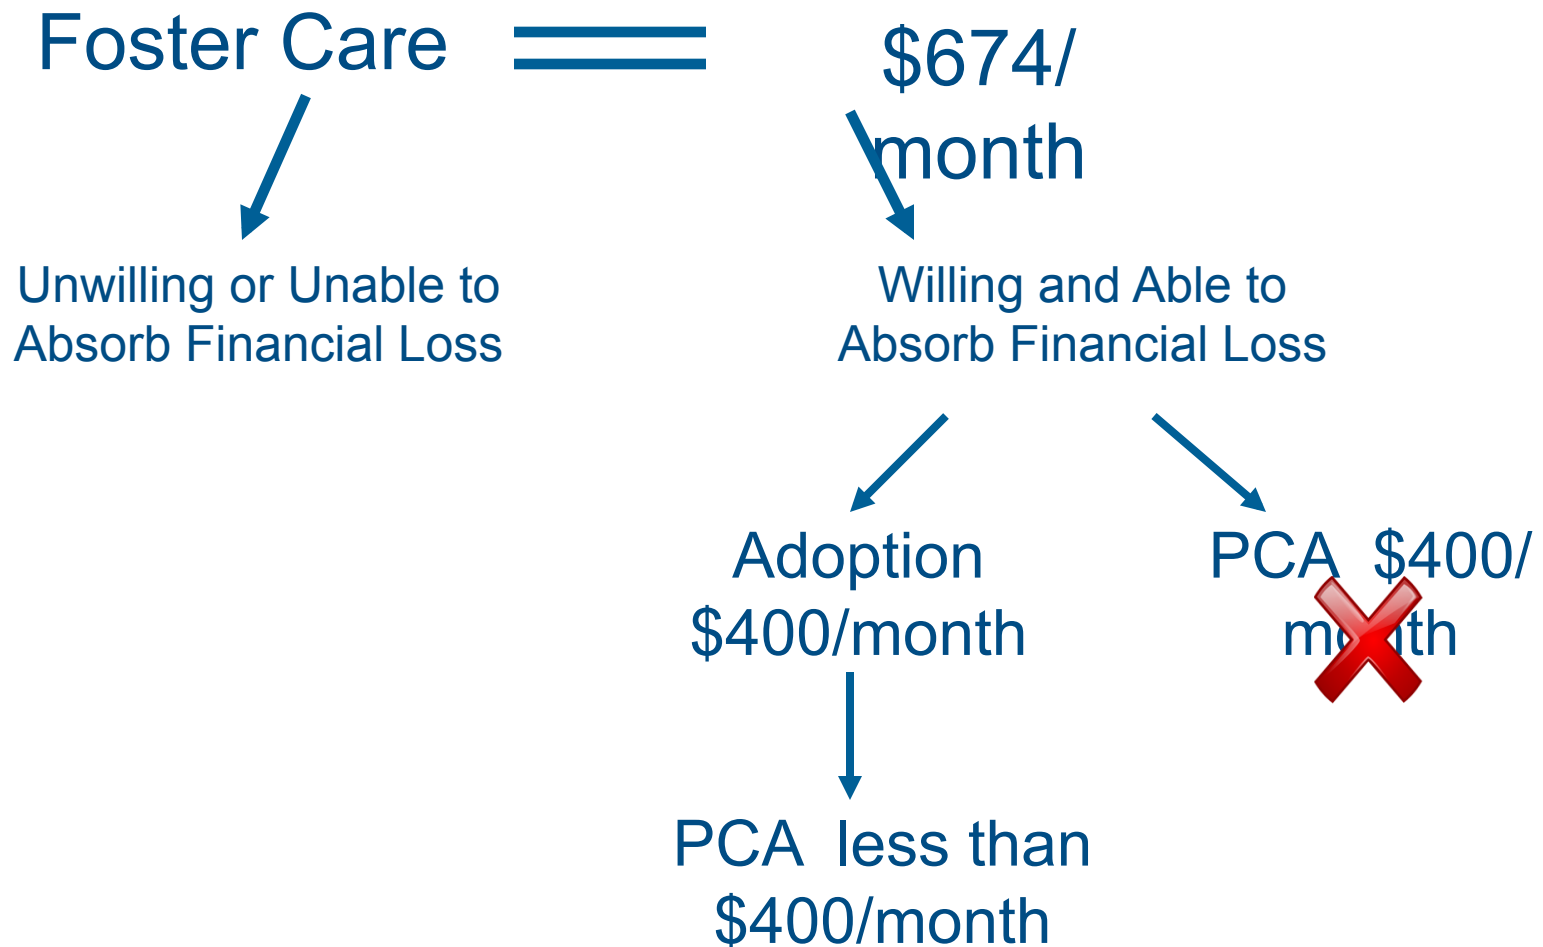 Foster Care
$674/
month
Unwilling or Unable to
Absorb Financial Loss
Willing and Able to
Absorb Financial Loss
Adoption
$400/month
PCA $400/
month
PCA less than
$400/month